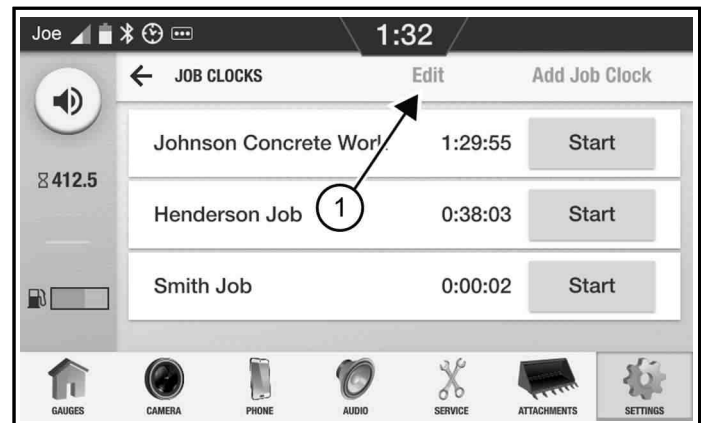 Joe 1:32
JOB CLOCKS Edit Add Job Clock
Johnson Concrete Work 1:29:55 Start
412.5
Henderson Job 1 0:38:03 Start
Smith Job 0:00:02 Start
GAUGES CAMERA PHONE AUDIO SERVICE ATTACHMENTS SETTINGS